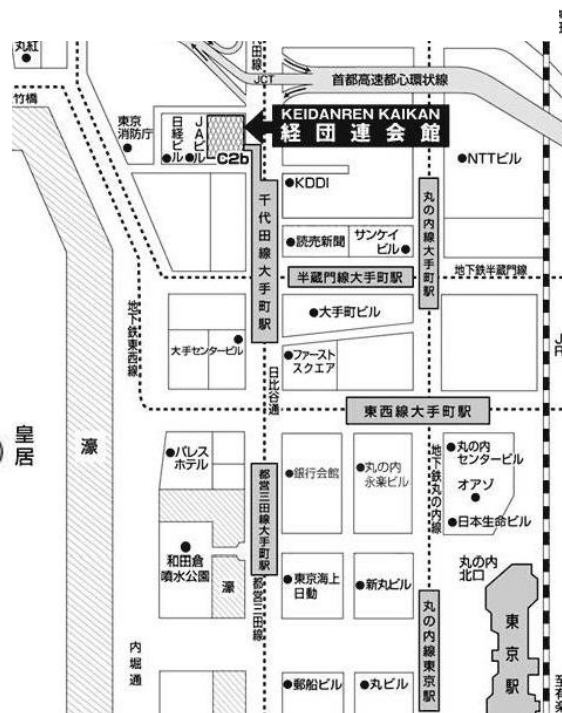 丸紅
竹橋
千代田線
JCT
首都高速都心環状線
KEIDANREN KAIKAN
経団連会館
東京
消防庁
日経ビル
JAビル
C2b
NTTビル
KDDI
千代田線大手町駅
丸の内線大手町駅
読売新聞
サンケイ
ビル
半蔵門線大手町駅
地下鉄半蔵門線
地下鉄東西線
大手町ビル
大手センタービル
ファースト
スクエア
日比谷通
東西線大手町駅
皇居
濠
パレス
ホテル
都営三田線大手町駅
銀行会館
丸の内
永楽ビル
地下鉄丸の内線
丸の内
センタービル
オアゾ
日本生命ビル
和田倉
噴水公園
濠
都営三田線
東京海上
日動
新丸ビル
丸の内
北口
東京駅
内堀通
丸の内線東京駅
郵船ビル
丸ビル
至有楽